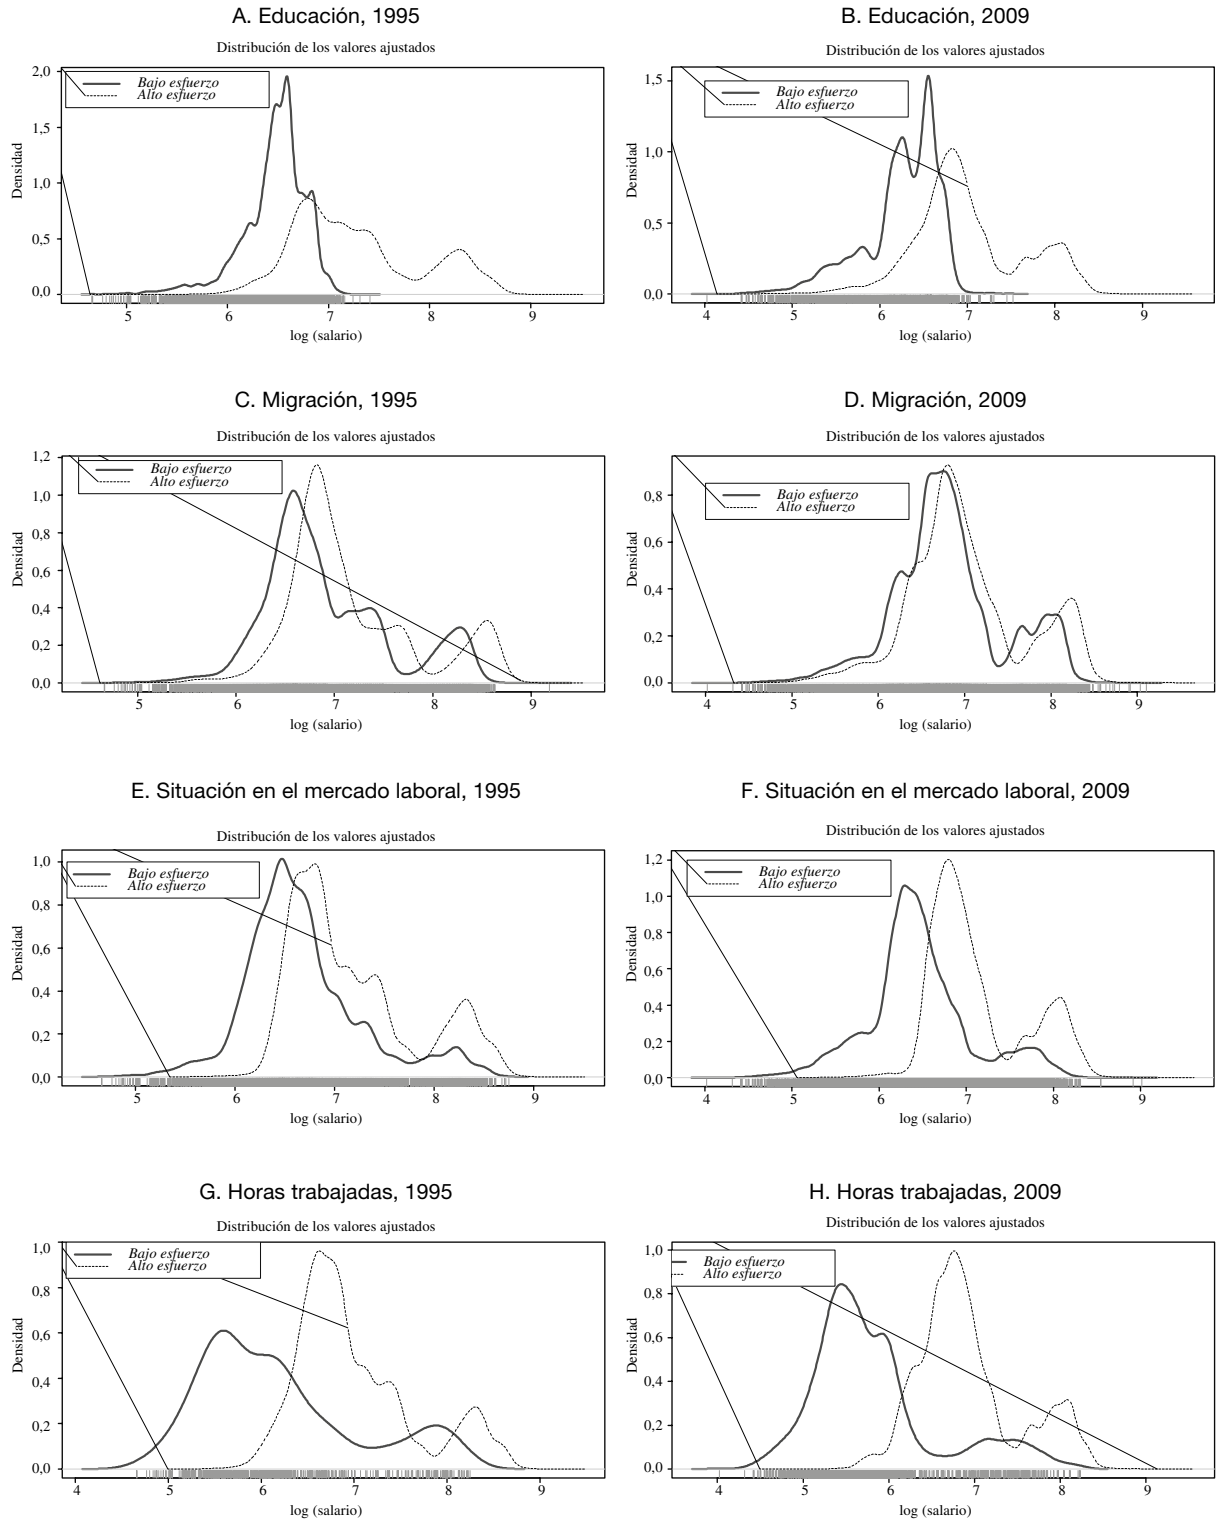 A. Educación, 1995
Distribución de los valores ajustados
Bajo esfuerzo
Alto esfuerzo
Densidad
2,0
1,5
1,0
0,5
0,0
5 6 7 8 9
log (salario)
B. Educación, 2009
Distribución de los valores ajustados
Bajo esfuerzo
Alto esfuerzo
Densidad
1,5
1,0
0,5
0,0
4 5 6 7 8 9
log (salario)
C. Migración, 1995
Distribución de los valores ajustados
Bajo esfuerzo
Alto esfuerzo
Densidad
1,2
1,0
0,8
0,6
0,4
0,2
0,0
5 6 7 8 9
log (salario)
D. Migración, 2009
Distribución de los valores ajustados
Bajo esfuerzo
Alto esfuerzo
Densidad
0,8
0,6
0,4
0,2
0,0
4 5 6 7 8 9
log (salario)
E. Situación en el mercado laboral, 1995
Distribución de los valores ajustados
Bajo esfuerzo
Alto esfuerzo
Densidad
1,0
0,8
0,6
0,4
0,2
0,0
5 6 7 8 9
log (salario)
F. Situación en el mercado laboral, 2009
Distribución de los valores ajustados
Bajo esfuerzo
Alto esfuerzo
Densidad
1,2
1,0
0,8
0,6
0,4
0,2
0,0
4 5 6 7 8 9
log (salario)
G. Horas trabajadas, 1995
Distribución de los valores ajustados
Bajo esfuerzo
Alto esfuerzo
Densidad
1,0
0,8
0,6
0,4
0,2
0,0
4 5 6 7 8 9
log (salario)
H. Horas trabajadas, 2009
Distribución de los valores ajustados
Bajo esfuerzo
Alto esfuerzo
Densidad
1,0
0,8
0,6
0,4
0,2
0,0
4 5 6 7 8 9
log (salario)